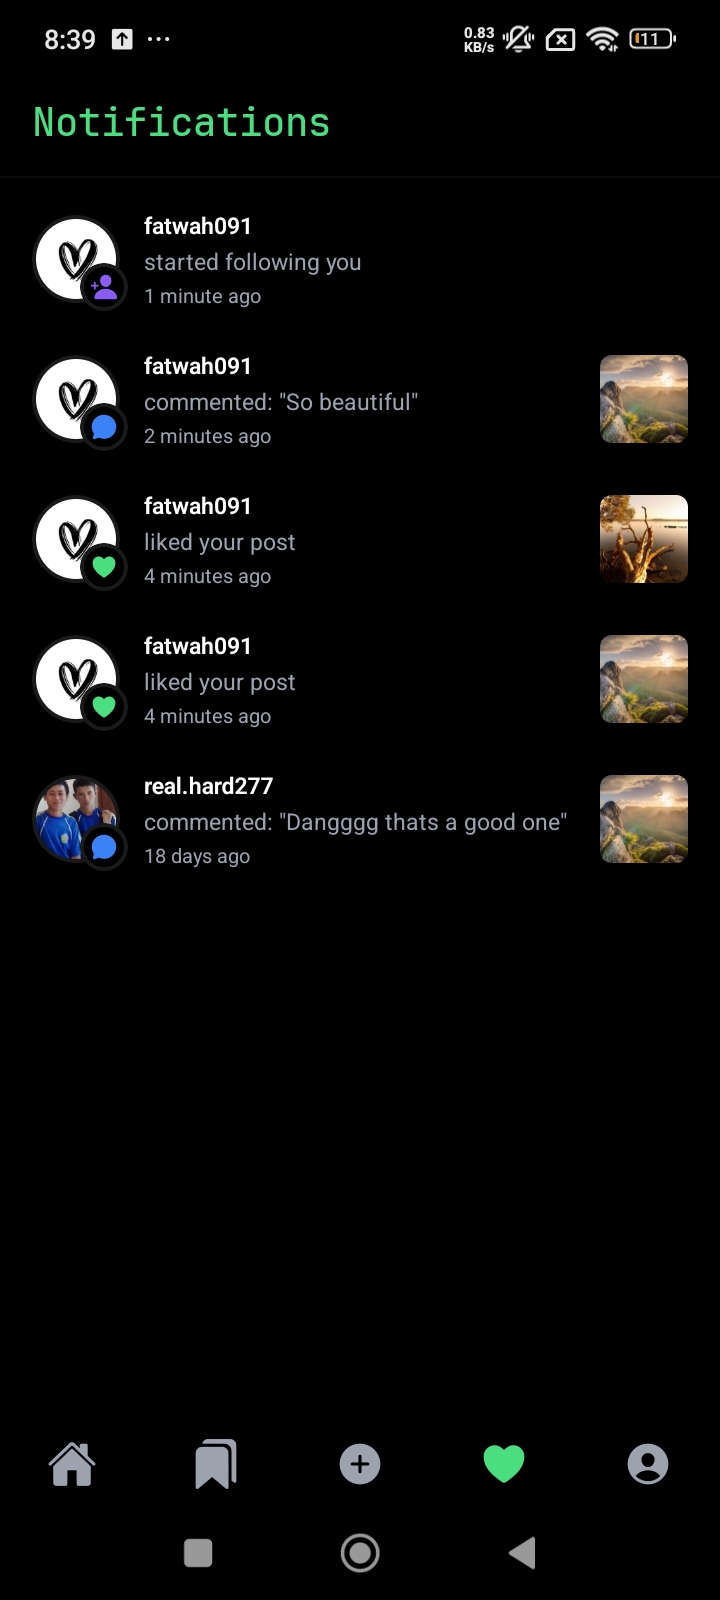 8:39
0.83
KB/s
11
Notifications
fatwah091
started following you
1 minute ago
fatwah091
commented: "So beautiful"
2 minutes ago
fatwah091
liked your post
4 minutes ago
fatwah091
liked your post
4 minutes ago
real.hard277
commented: "Dangggg thats a good one"
18 days ago